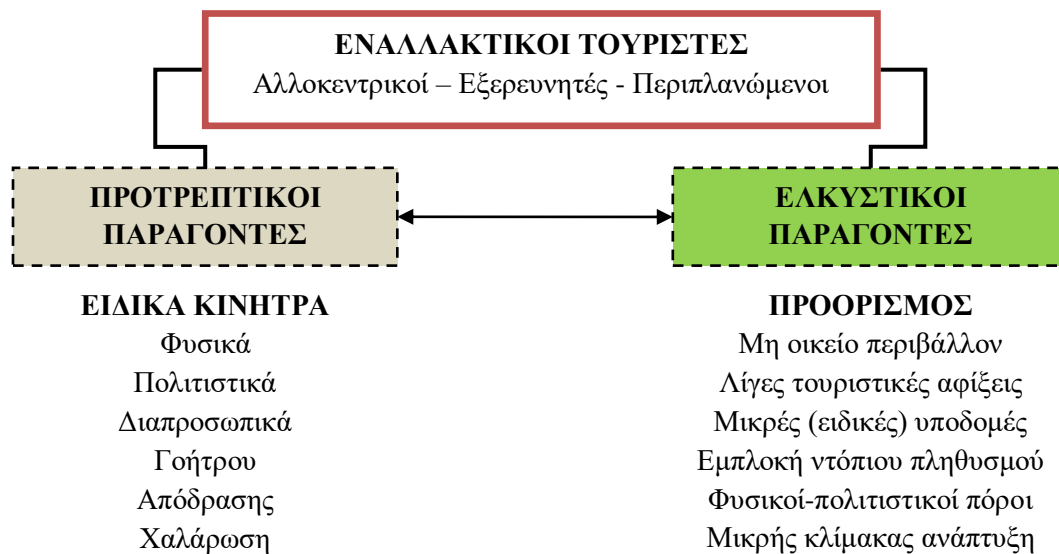 ΕΝΑΛΛΑΚΤΙΚΟΙ ΤΟΥΡΙΣΤΕΣ
Αλλοκεντρικοί – Εξερευνητές - Περιπλανώμενοι
ΠΡΟΤΡΕΠΤΙΚΟΙ
ΠΑΡΑΓΟΝΤΕΣ
ΕΙΔΙΚΑ ΚΙΝΗΤΡΑ
Φυσικά
Πολιτιστικά
Διαπροσωπικά
Γοήτρου
Απόδρασης
Χαλάρωση
ΕΛΚΥΣΤΙΚΟΙ
ΠΑΡΑΓΟΝΤΕΣ
ΠΡΟΟΡΙΣΜΟΣ
Μη οικείο περιβάλλον
Λίγες τουριστικές αφίξεις
Μικρές (ειδικές) υποδομές
Εμπλοκή ντόπιου πληθυσμού
Φυσικοί-πολιτιστικοί πόροι
Μικρής κλίμακας ανάπτυξη